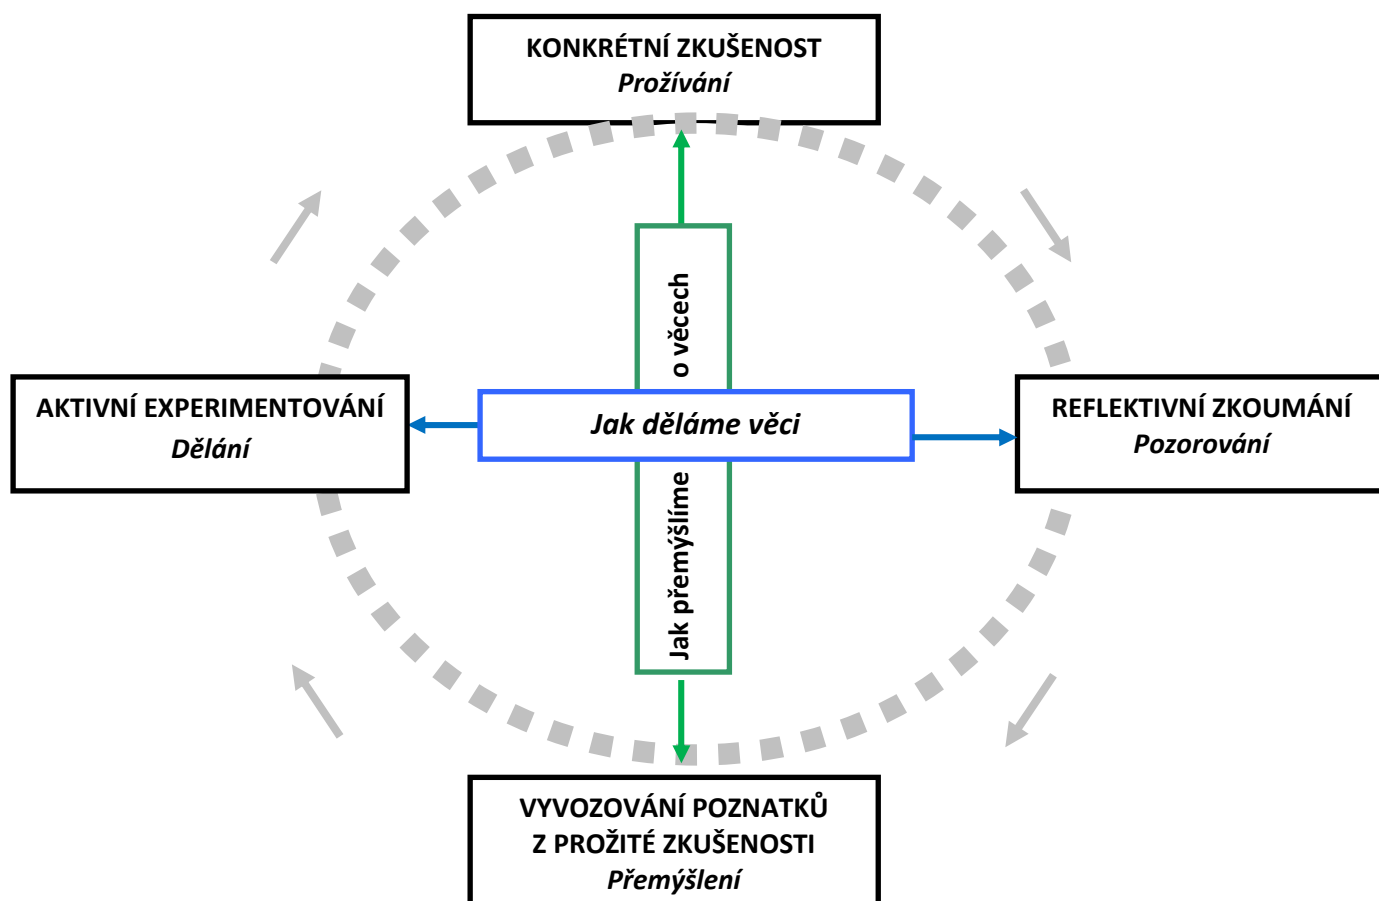 KONKRÉTNÍ ZKUŠENOST
Prožívání
AKTIVNÍ EXPERIMENTOVÁNÍ
Dělání
Jak přemýšlíme o věcech
Jak děláme věci
REFLEKTIVNÍ ZKOUMÁNÍ
Pozorování
VYVOZOVÁNÍ POZNATKŮ
Z PROŽITÉ ZKUŠENOSTI
Přemýšlení